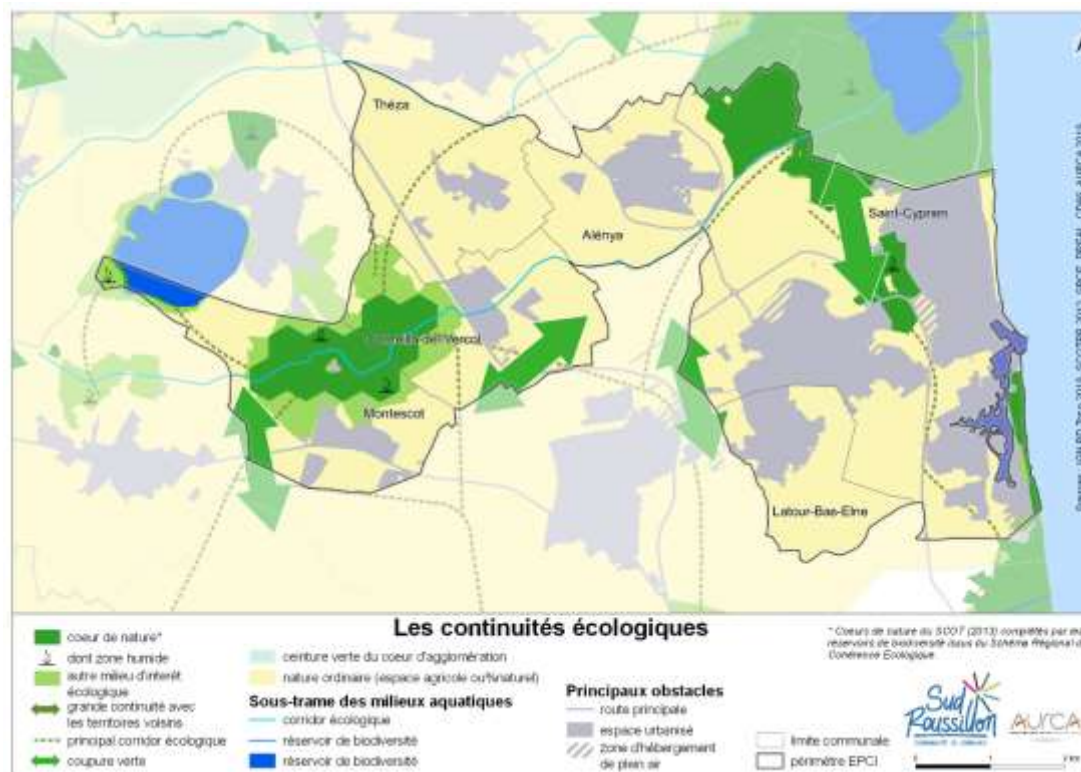 Théza
Saint-Cyprien
Alénya
Corneilla-del-Vercol
Montescot
Latour-Bas-Elne
Les continuités écologiques
coeur de nature*
dont zone humide
autre milieu d'interêt
écologique
grande continuité avec
les territoires voisins
principal corridor écologique
coupure verte
ceinture verte du coeur d'agglomération
nature ordinaire (espace agricole ou%naturel)
Sous-trame des milieux aquatiques
corridor écologique
réservoir de biodiversité
réservoir de biodiversité
Principaux obstacles
route principale
espace urbanisé
zone d'hébergement
de plein air
limite communale
périmètre EPCI
* Coeurs de nature du SCOT (2013) complétés par
réservoirs de biodiversité issus du Schéma Régional
Cohérence Ecologique
Sud
Roussillon
AURCA